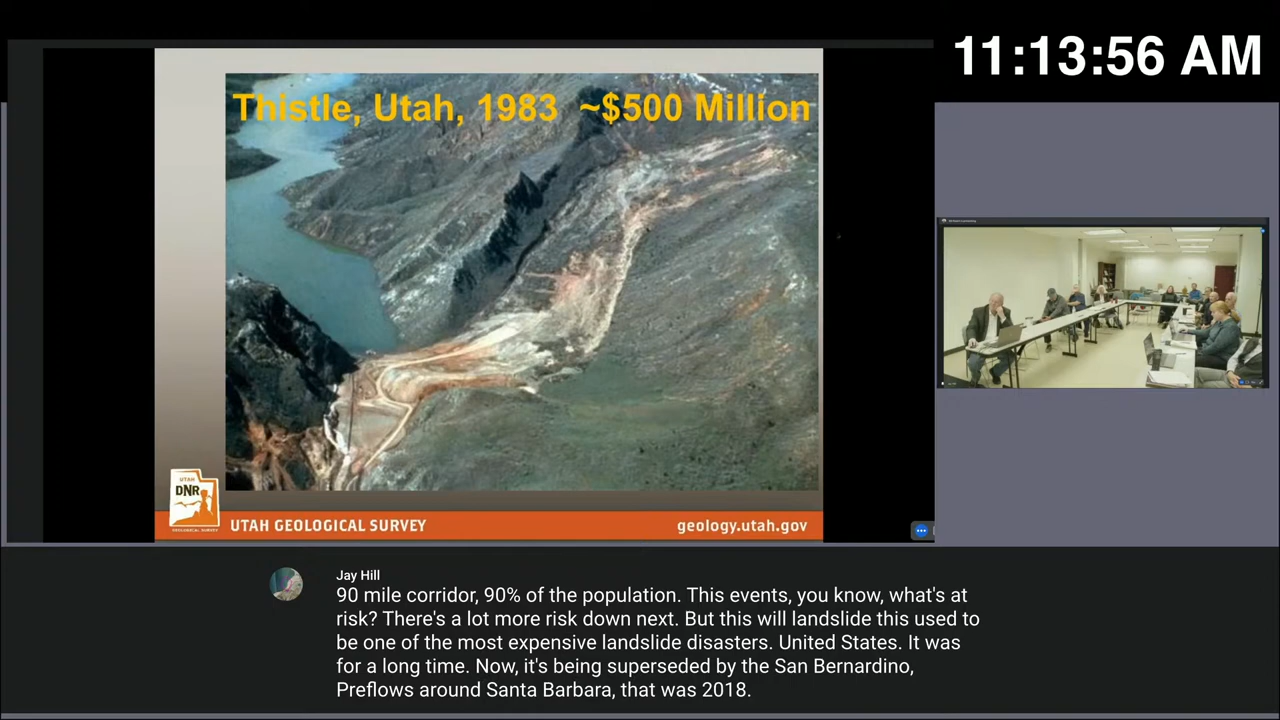 11:13:56 AM
Thistle, Utah, 1983 ~$500 Million
UTAH
DNR
GEOLOGICAL SURVEY
UTAH GEOLOGICAL SURVEY
geology.utah.gov
Jay Hill
90 mile corridor, 90% of the population. This events, you know, what's at
risk? There's a lot more risk down next. But this will landslide this used to
be one of the most expensive landslide disasters. United States. It was
for a long time. Now, it's being superseded by the San Bernardino,
Preflows around Santa Barbara, that was 2018.